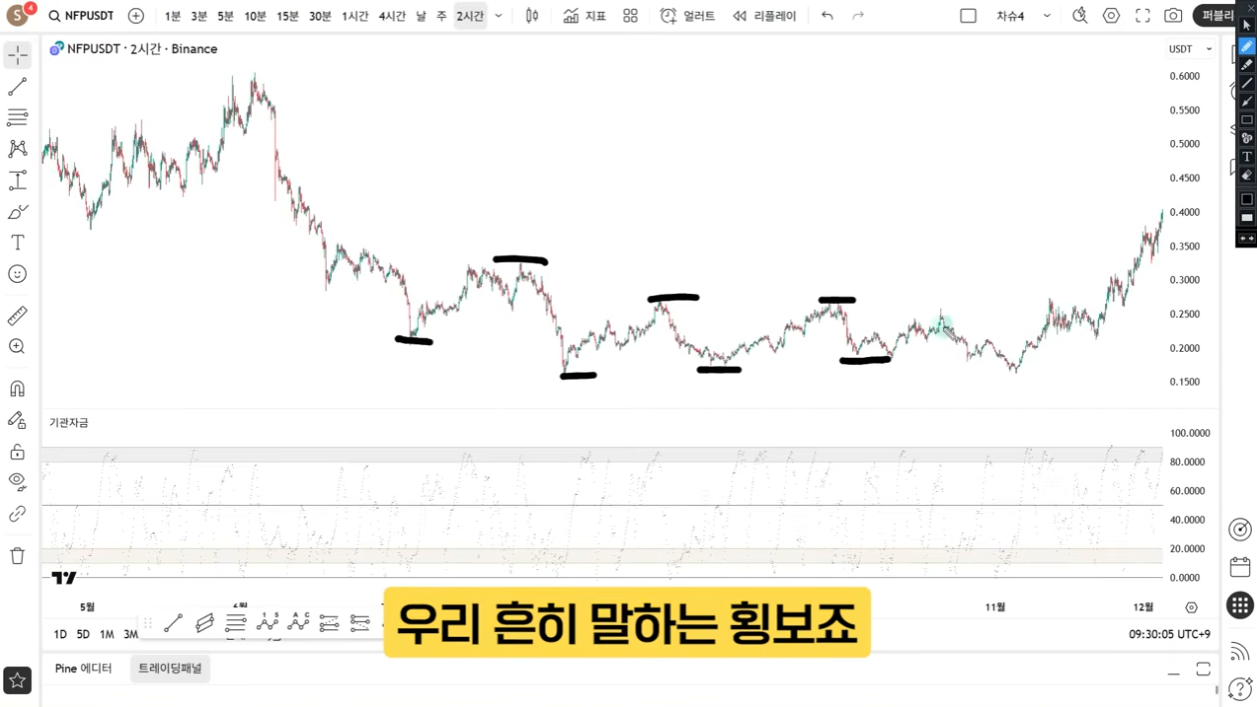 S 4 NFPUSDT 1분 3분 5분 10분 15분 30분 1시간 4시간 날 주 2시간 지표 얼러트 리플레이 차슈4 퍼블리
NFPUSDT · 2시간 · Binance
USDT
0.6000
0.5500
0.5000
0.4500
0.4000
0.3500
0.3000
0.2500
0.2000
0.1500
기관자금
100.0000
80.0000
60.0000
40.0000
20.0000
0.0000
5월 11월 12월
우리 흔히 말하는 횡보죠
1D 5D 1M 3M
09:30:05 UTC+9
Pine 에디터 트레이딩패널